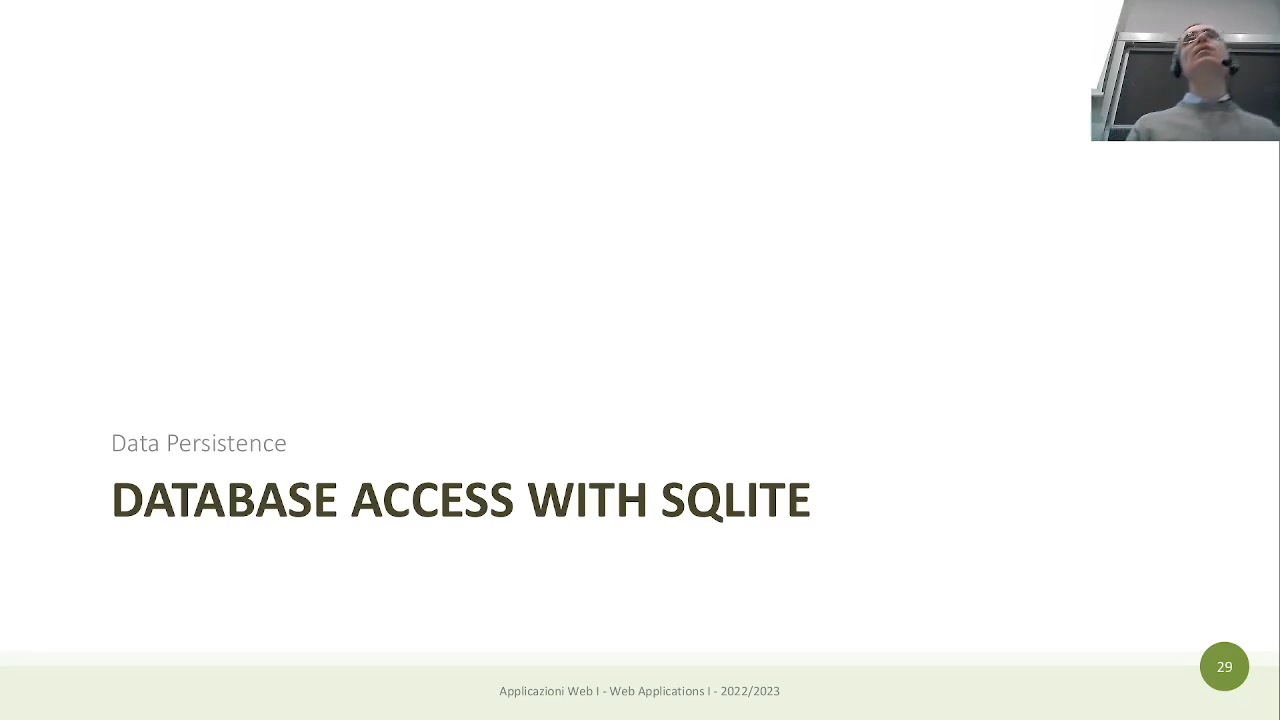 Data Persistence
DATABASE ACCESS WITH SQLITE
29
Applicazioni Web I - Web Applications I - 2022/2023